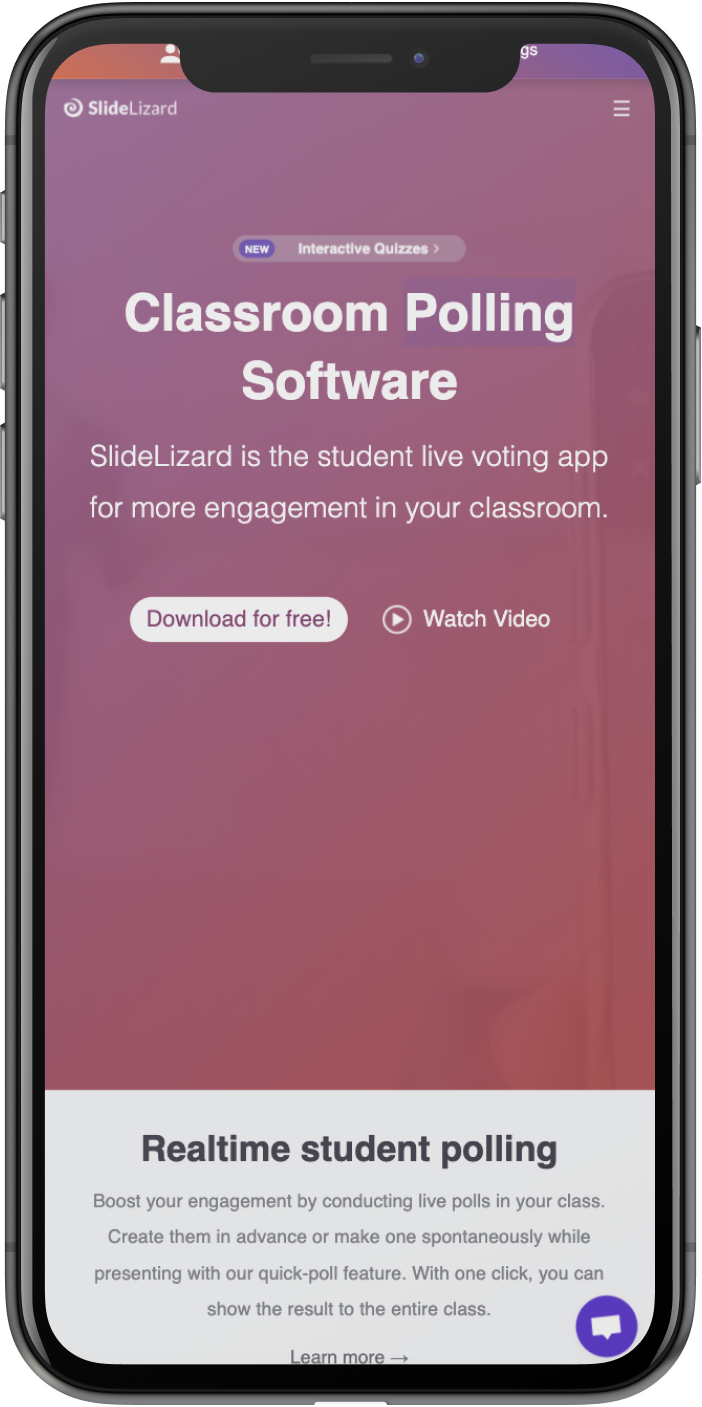 SlideLizard
NEW Interactive Quizzes >
Classroom Polling
Software
SlideLizard is the student live voting app
for more engagement in your classroom.
Download for free! Watch Video
Realtime student polling
Boost your engagement by conducting live polls in your class.
Create them in advance or make one spontaneously while
presenting with our quick-poll feature. With one click, you can
show the result to the entire class.
Learn more →